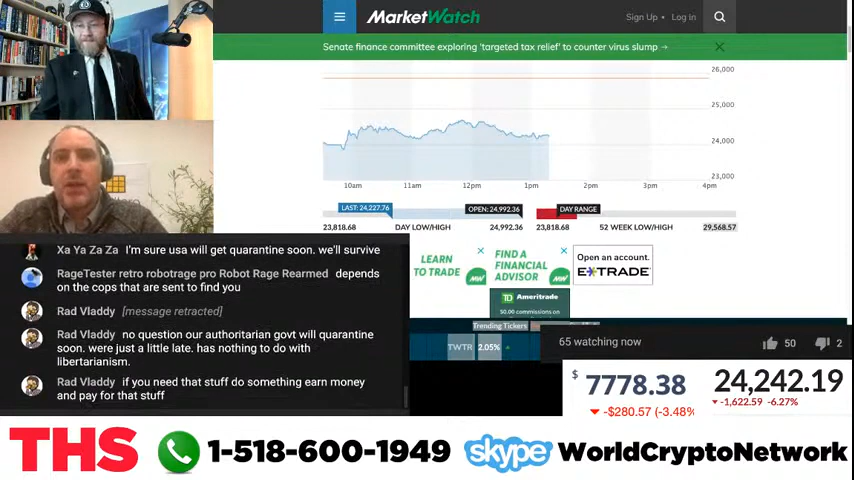 MarketWatch
Sign Up • Log In
Senate finance committee exploring 'targeted tax relief' to counter virus slump →
26,000
25,000
24,000
23,000
10am 11am 12pm 1pm 2pm 3pm 4pm
LAST: 24,227.76 OPEN: 24,992.36 DAY RANGE
23,818.68 DAY LOW/HIGH 24,992.36 23,818.68 52 WEEK LOW/HIGH 29,568.57
Xa Ya Za Za I'm sure usa will get quarantine soon. we'll survive
RageTester retro robotrage pro Robot Rage Rearmed depends
on the cops that are sent to find you
Rad Vladdy [message retracted]
Rad Vladdy no question our authoritarian govt will quarantine
soon. were just a little late. has nothing to do with
libertarianism.
Rad Vladdy if you need that stuff do something earn money
and pay for that stuff
LEARN
TO TRADE
FIND A
FINANCIAL
ADVISOR
Open an account.
E*TRADE
TD Ameritrade
$0.00 commissions on
Trending Tickers
TWTR 2.05%
65 watching now 50 2
$ 7778.38
-$280.57 (-3.48%
24,242.19
-1,622.59 -6.27%
THS 1-518-600-1949 skype WorldCryptoNetwork